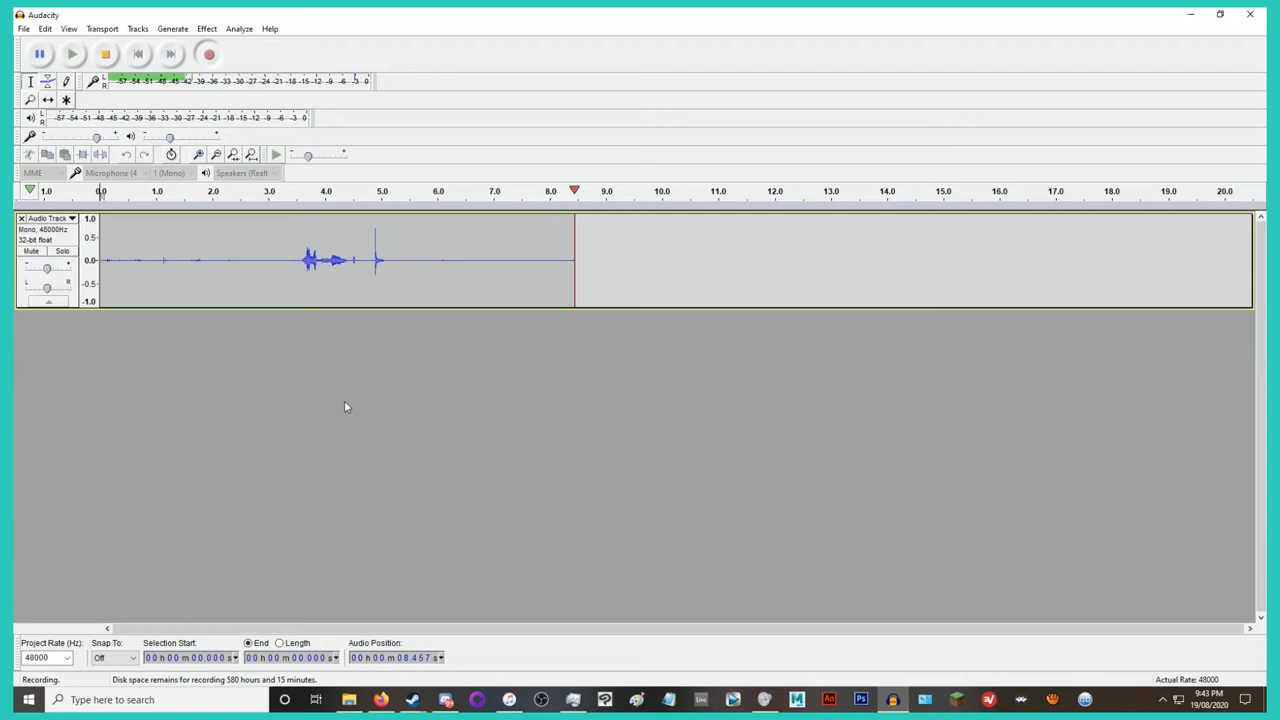 Audacity
File Edit View Transport Tracks Generate Effect Analyze Help
L R -57 -54 -51 -48 -45 -42 -39 -36 -33 -30 -27 -24 -21 -18 -15 -12 -9 -6 -3 0
L R -57 -54 -51 -48 -45 -42 -39 -36 -33 -30 -27 -24 -21 -18 -15 -12 -9 -6 -3 0
- + - +
- +
MME Microphone (4 1 (Mono) Speakers (Realt
1.0 0.0 1.0 2.0 3.0 4.0 5.0 6.0 7.0 8.0 9.0 10.0 11.0 12.0 13.0 14.0 15.0 16.0 17.0 18.0 19.0 20.0
Audio Track
Mono, 48000Hz
32-bit float
Mute Solo
- +
L R
1.0
0.5
0.0
-0.5
-1.0
Project Rate (Hz): Snap To: Selection Start: End Length Audio Position:
48000 Off 00 h 00 m 00.000 s 00 h 00 m 00.000 s 00 h 00 m 08.457 s
Recording. Disk space remains for recording 580 hours and 15 minutes. Actual Rate: 48000
Type here to search Live M An Ps 9:43 PM
19/08/2020